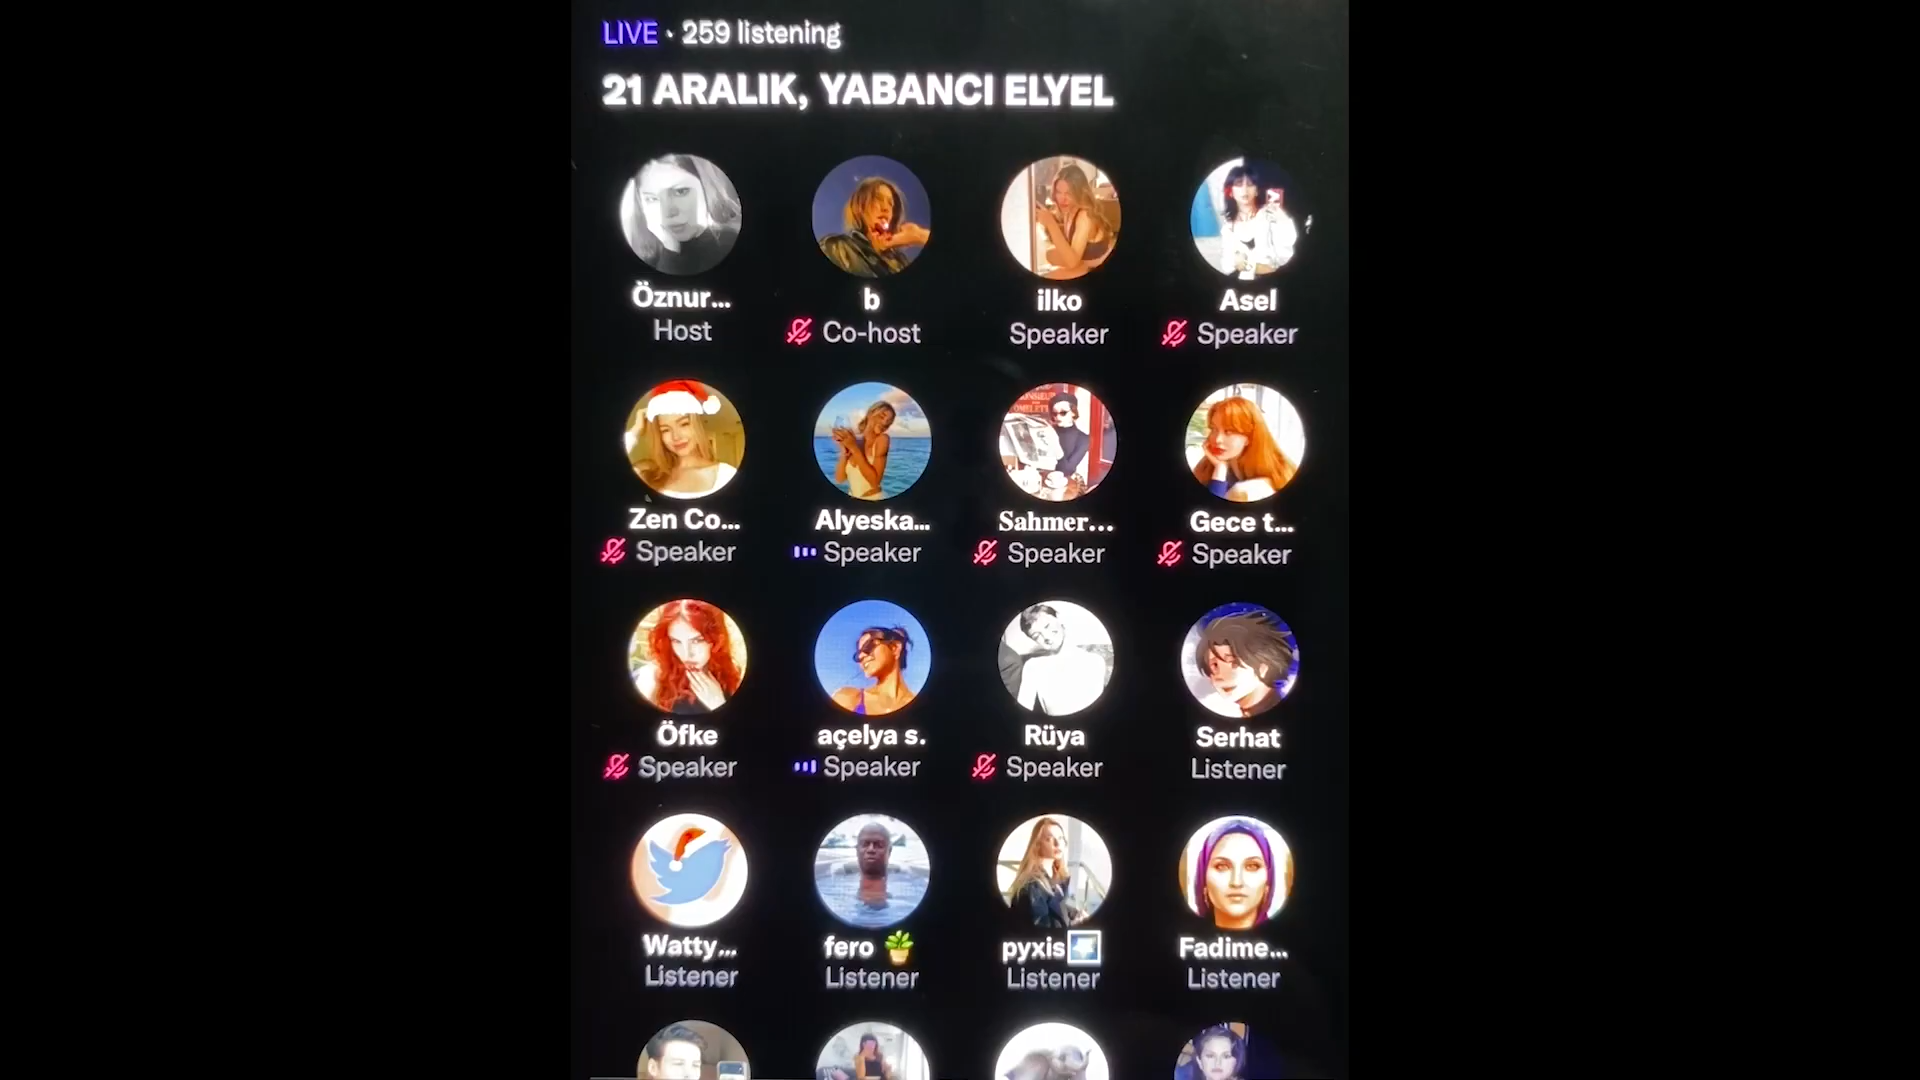 LIVE · 259 listening
21 ARALIK, YABANCI ELYEL
Öznur... b ilko Asel
Host Co-host Speaker Speaker
Zen Co... Alyeska... Sahmer... Gece t...
Speaker Speaker Speaker Speaker
Öfke açelya s. Rüya Serhat
Speaker Speaker Speaker Listener
Watty... fero pyxis Fadime...
Listener Listener Listener Listener